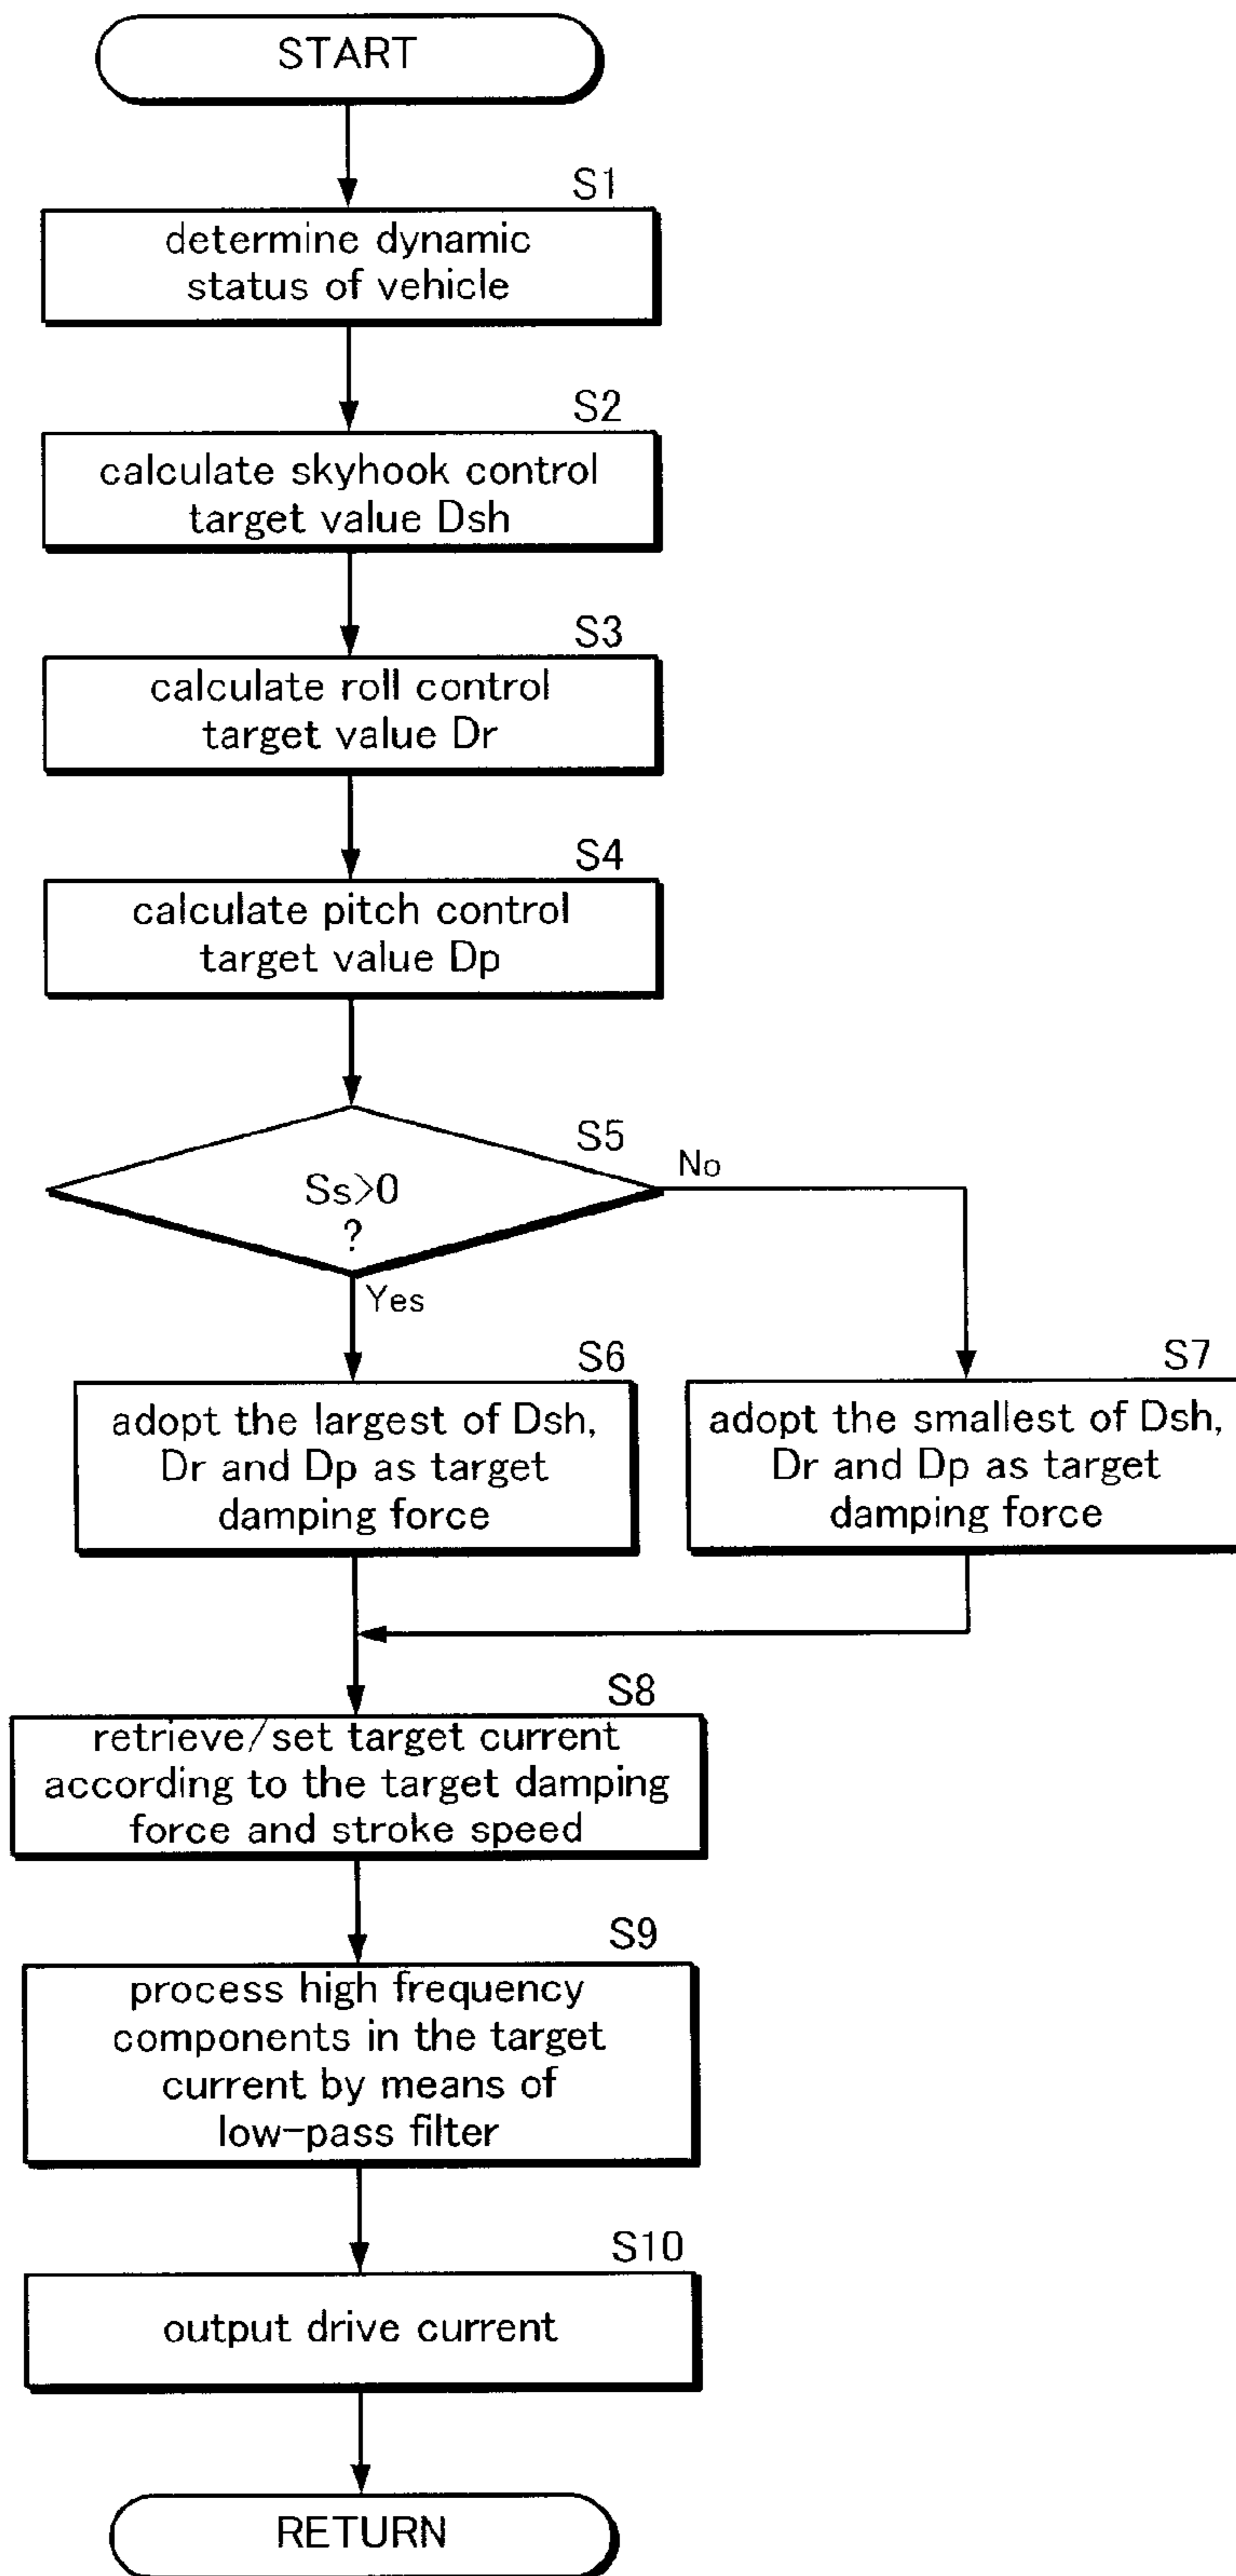 START
S1
determine dynamic
status of vehicle
S2
calculate skyhook control
target value Dsh
S3
calculate roll control
target value Dr
S4
calculate pitch control
target value Dp
S5
Ss>0
?
No
Yes
S6
adopt the largest of Dsh,
Dr and Dp as target
damping force
S7
adopt the smallest of Dsh,
Dr and Dp as target
damping force
S8
retrieve/set target current
according to the target damping
force and stroke speed
S9
process high frequency
components in the target
current by means of
low-pass filter
S10
output drive current
RETURN